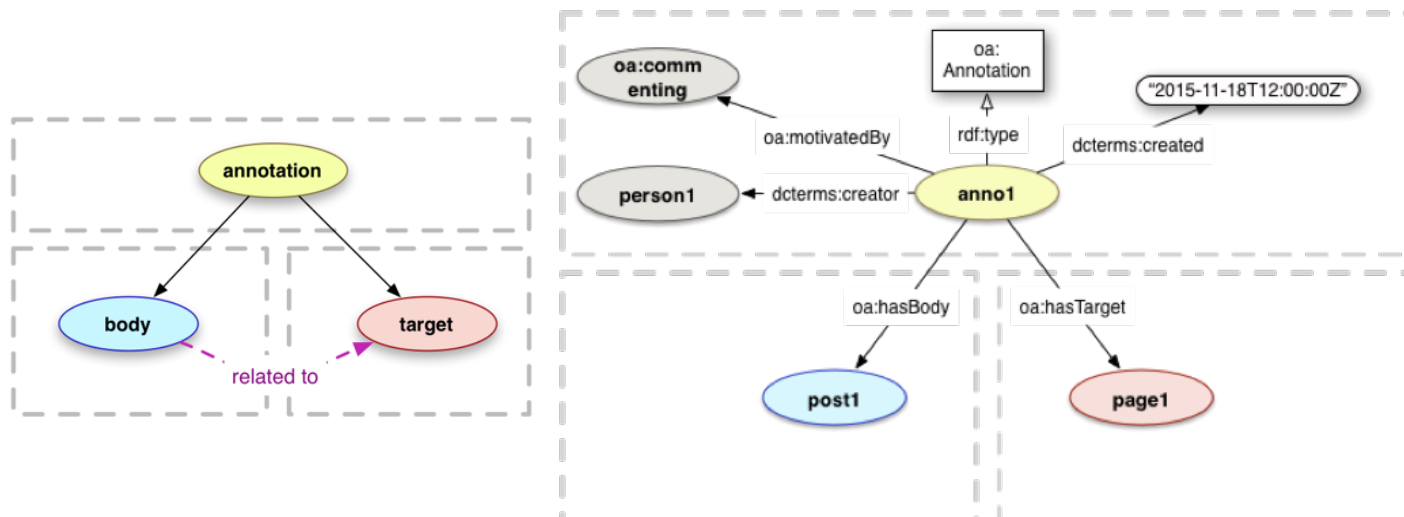 annotation
body
target
related to
oa:comm
enting
oa:
Annotation
"2015-11-18T12:00:00Z"
oa:motivatedBy
rdf:type
dcterms:created
person1
dcterms:creator
anno1
oa:hasBody
oa:hasTarget
post1
page1